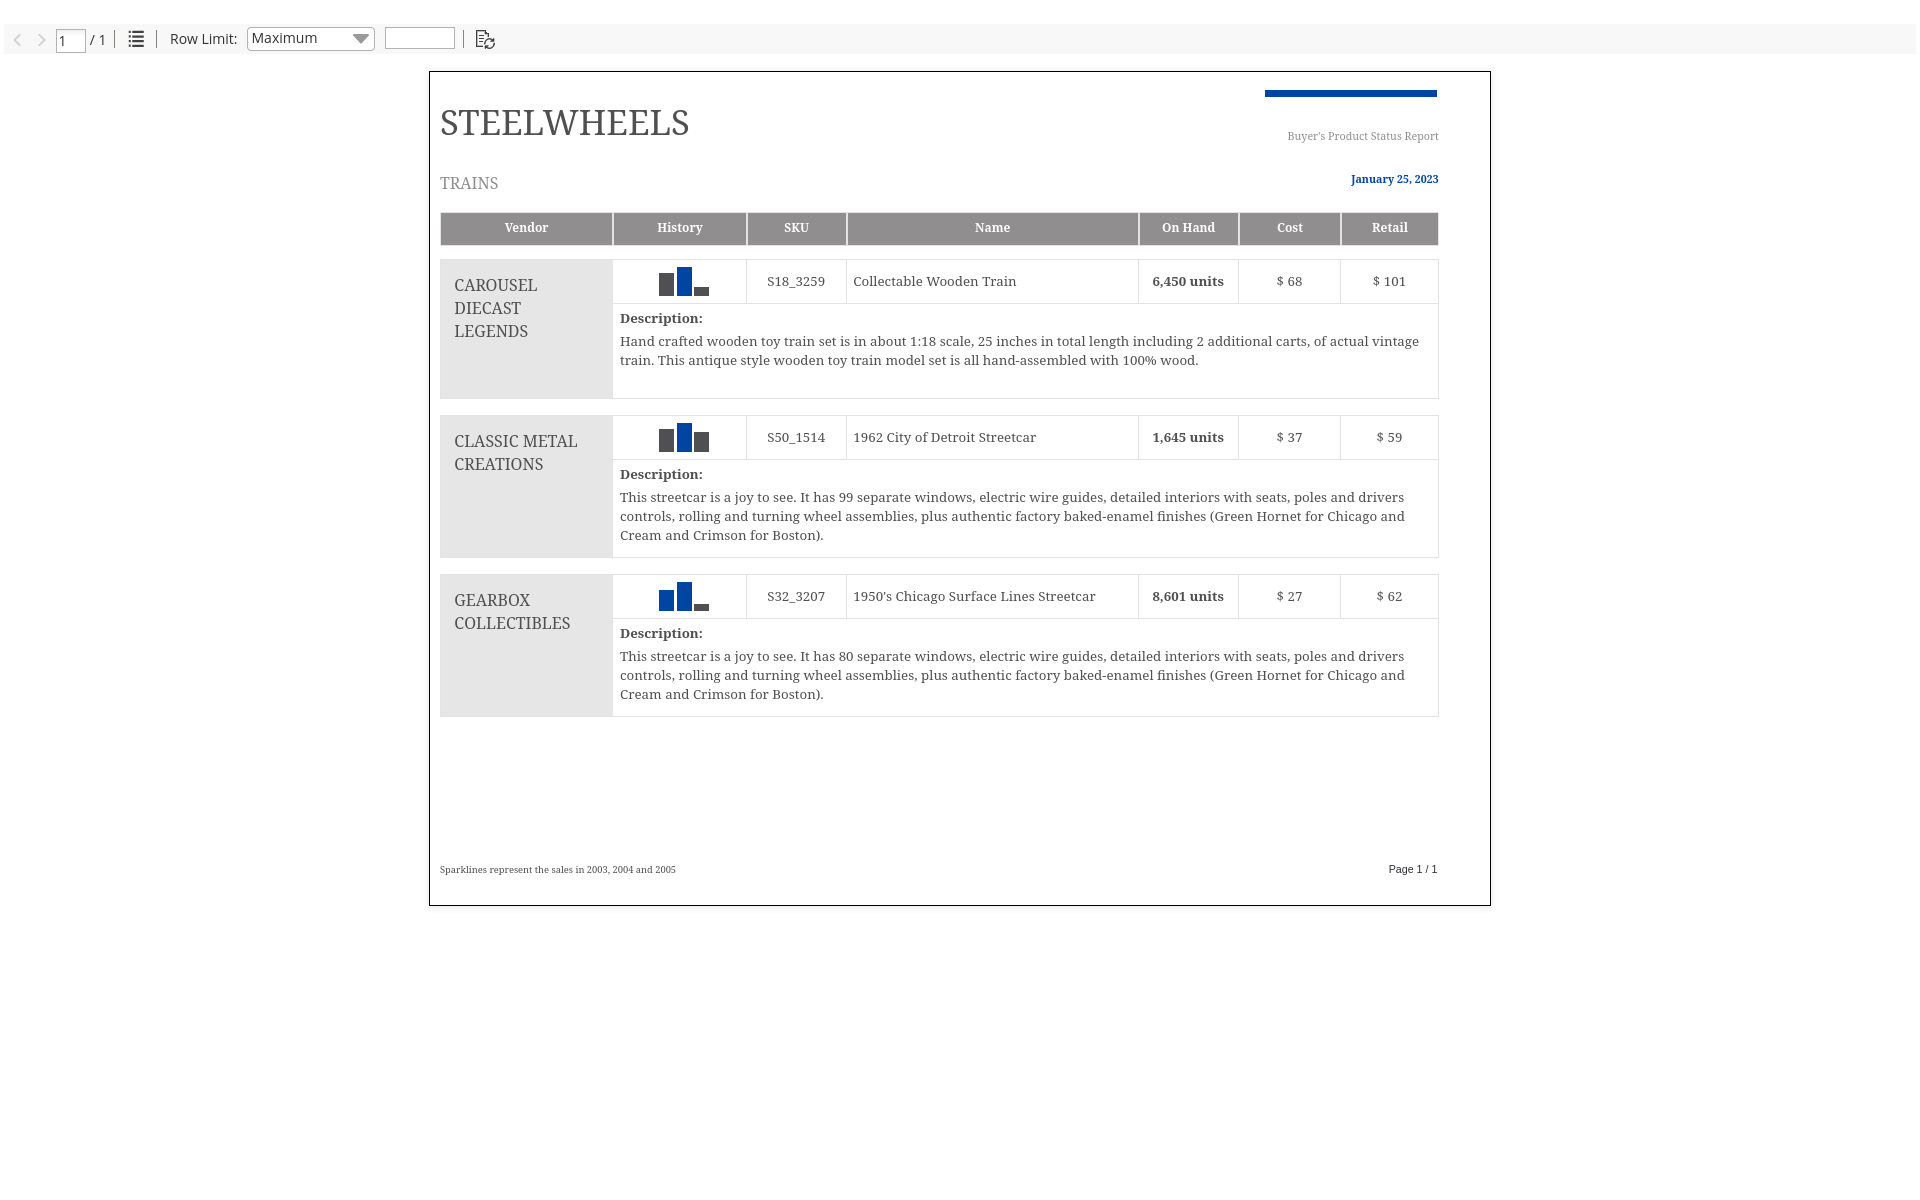 1 / 1 Row Limit: Maximum
STEELWHEELS
Buyer's Product Status Report
TRAINS
January 25, 2023
Vendor History SKU Name On Hand Cost Retail
CAROUSEL
DIECAST
LEGENDS
S18_3259 Collectable Wooden Train 6,450 units $ 68 $ 101
Description:
Hand crafted wooden toy train set is in about 1:18 scale, 25 inches in total length including 2 additional carts, of actual vintage
train. This antique style wooden toy train model set is all hand-assembled with 100% wood.
CLASSIC METAL
CREATIONS
S50_1514 1962 City of Detroit Streetcar 1,645 units $ 37 $ 59
Description:
This streetcar is a joy to see. It has 99 separate windows, electric wire guides, detailed interiors with seats, poles and drivers
controls, rolling and turning wheel assemblies, plus authentic factory baked-enamel finishes (Green Hornet for Chicago and
Cream and Crimson for Boston).
GEARBOX
COLLECTIBLES
S32_3207 1950's Chicago Surface Lines Streetcar 8,601 units $ 27 $ 62
Description:
This streetcar is a joy to see. It has 80 separate windows, electric wire guides, detailed interiors with seats, poles and drivers
controls, rolling and turning wheel assemblies, plus authentic factory baked-enamel finishes (Green Hornet for Chicago and
Cream and Crimson for Boston).
Sparklines represent the sales in 2003, 2004 and 2005
Page 1 / 1